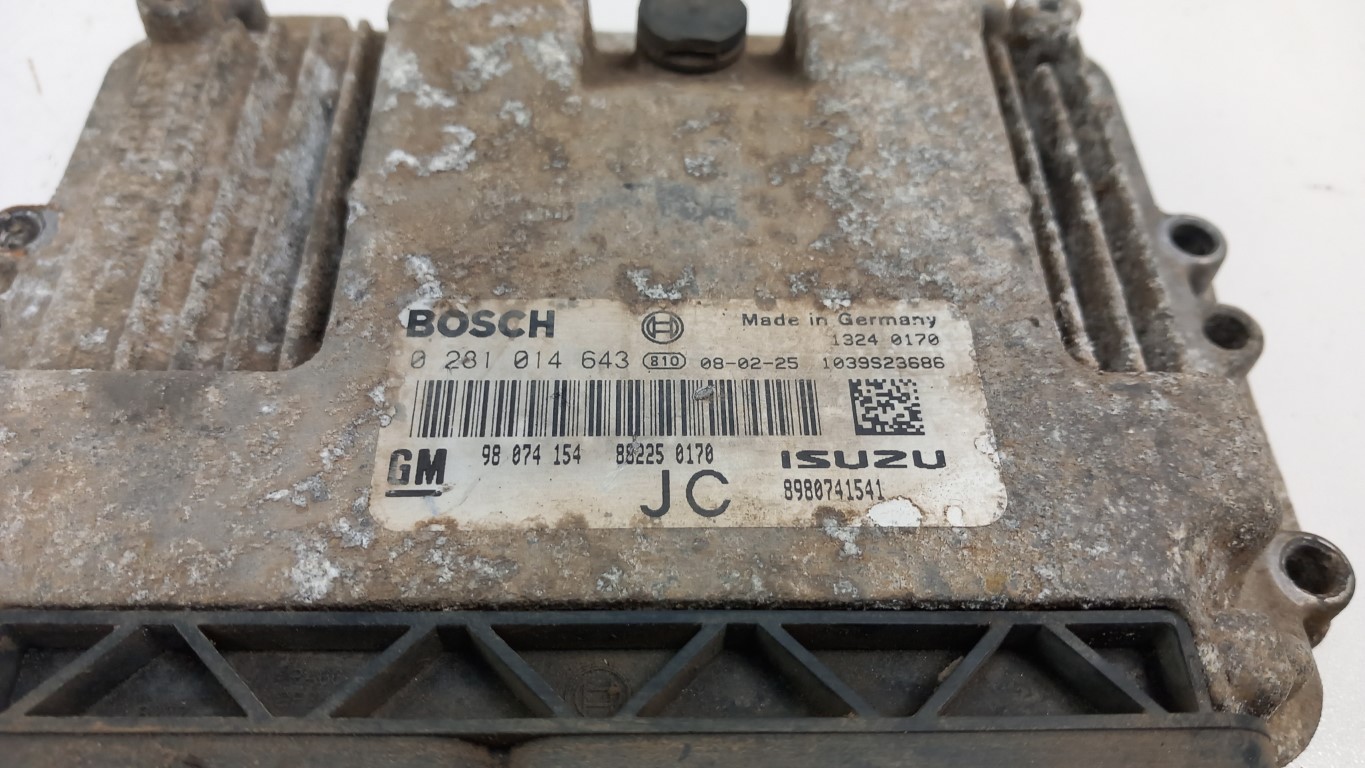 BOSCH Made in Germany
1324 0170
0 281 014 643 810 08-02-25 1039S23686
GM 98 074 154 88225 0170 ISUZU
JC 8980741541